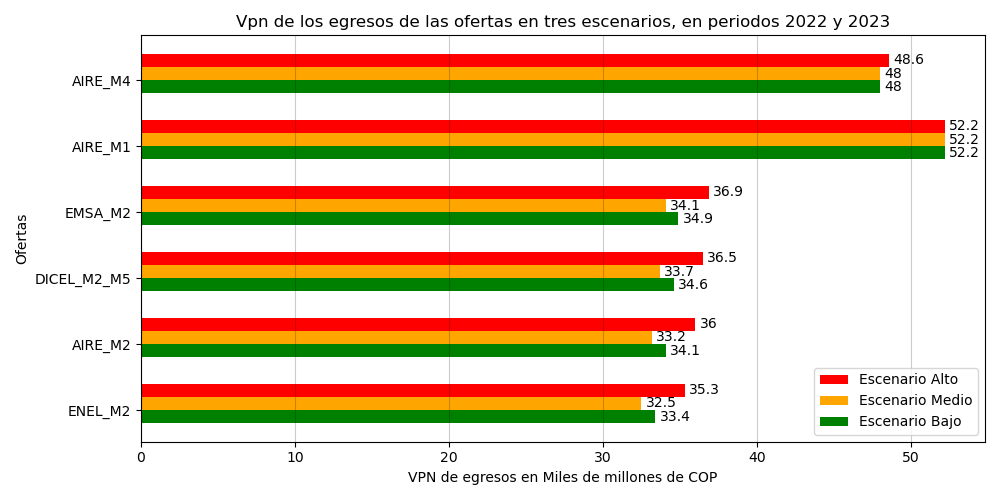 Vpn de los egresos de las ofertas en tres escenarios, en periodos 2022 y 2023
Ofertas
AIRE_M4
48.6
48
48
AIRE_M1
52.2
52.2
52.2
EMSA_M2
36.9
34.1
34.9
DICEL_M2_M5
36.5
33.7
34.6
AIRE_M2
36
33.2
34.1
ENEL_M2
35.3
32.5
33.4
Escenario Alto
Escenario Medio
Escenario Bajo
0 10 20 30 40 50
VPN de egresos en Miles de millones de COP